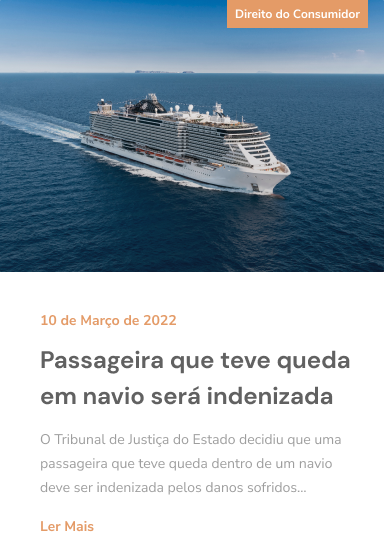 Direito do Consumidor
10 de Março de 2022
Passageira que teve queda
em navio será indenizada
O Tribunal de Justiça do Estado decidiu que uma
passageira que teve queda dentro de um navio
deve ser indenizada pelos danos sofridos...
Ler Mais